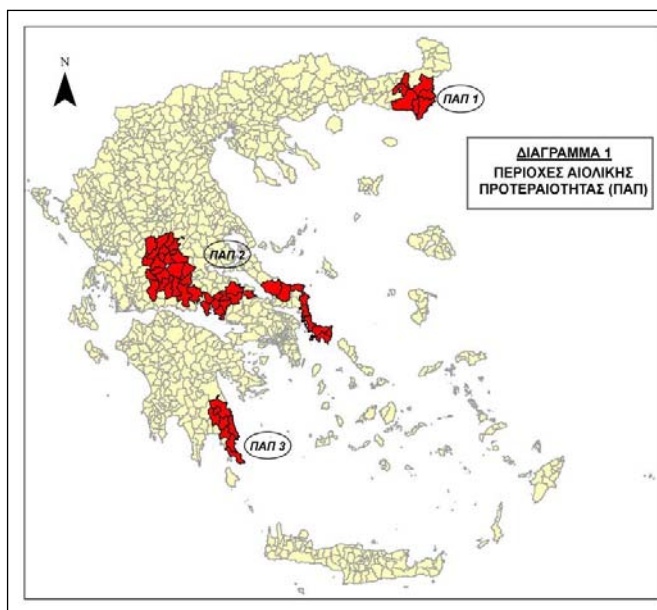 N
ΠΑΠ 1
ΔΙΑΓΡΑΜΜΑ 1
ΠΕΡΙΟΧΕΣ ΑΙΟΛΙΚΗΣ
ΠΡΟΤΕΡΑΙΟΤΗΤΑΣ (ΠΑΠ)
ΠΑΠ 2
ΠΑΠ 3